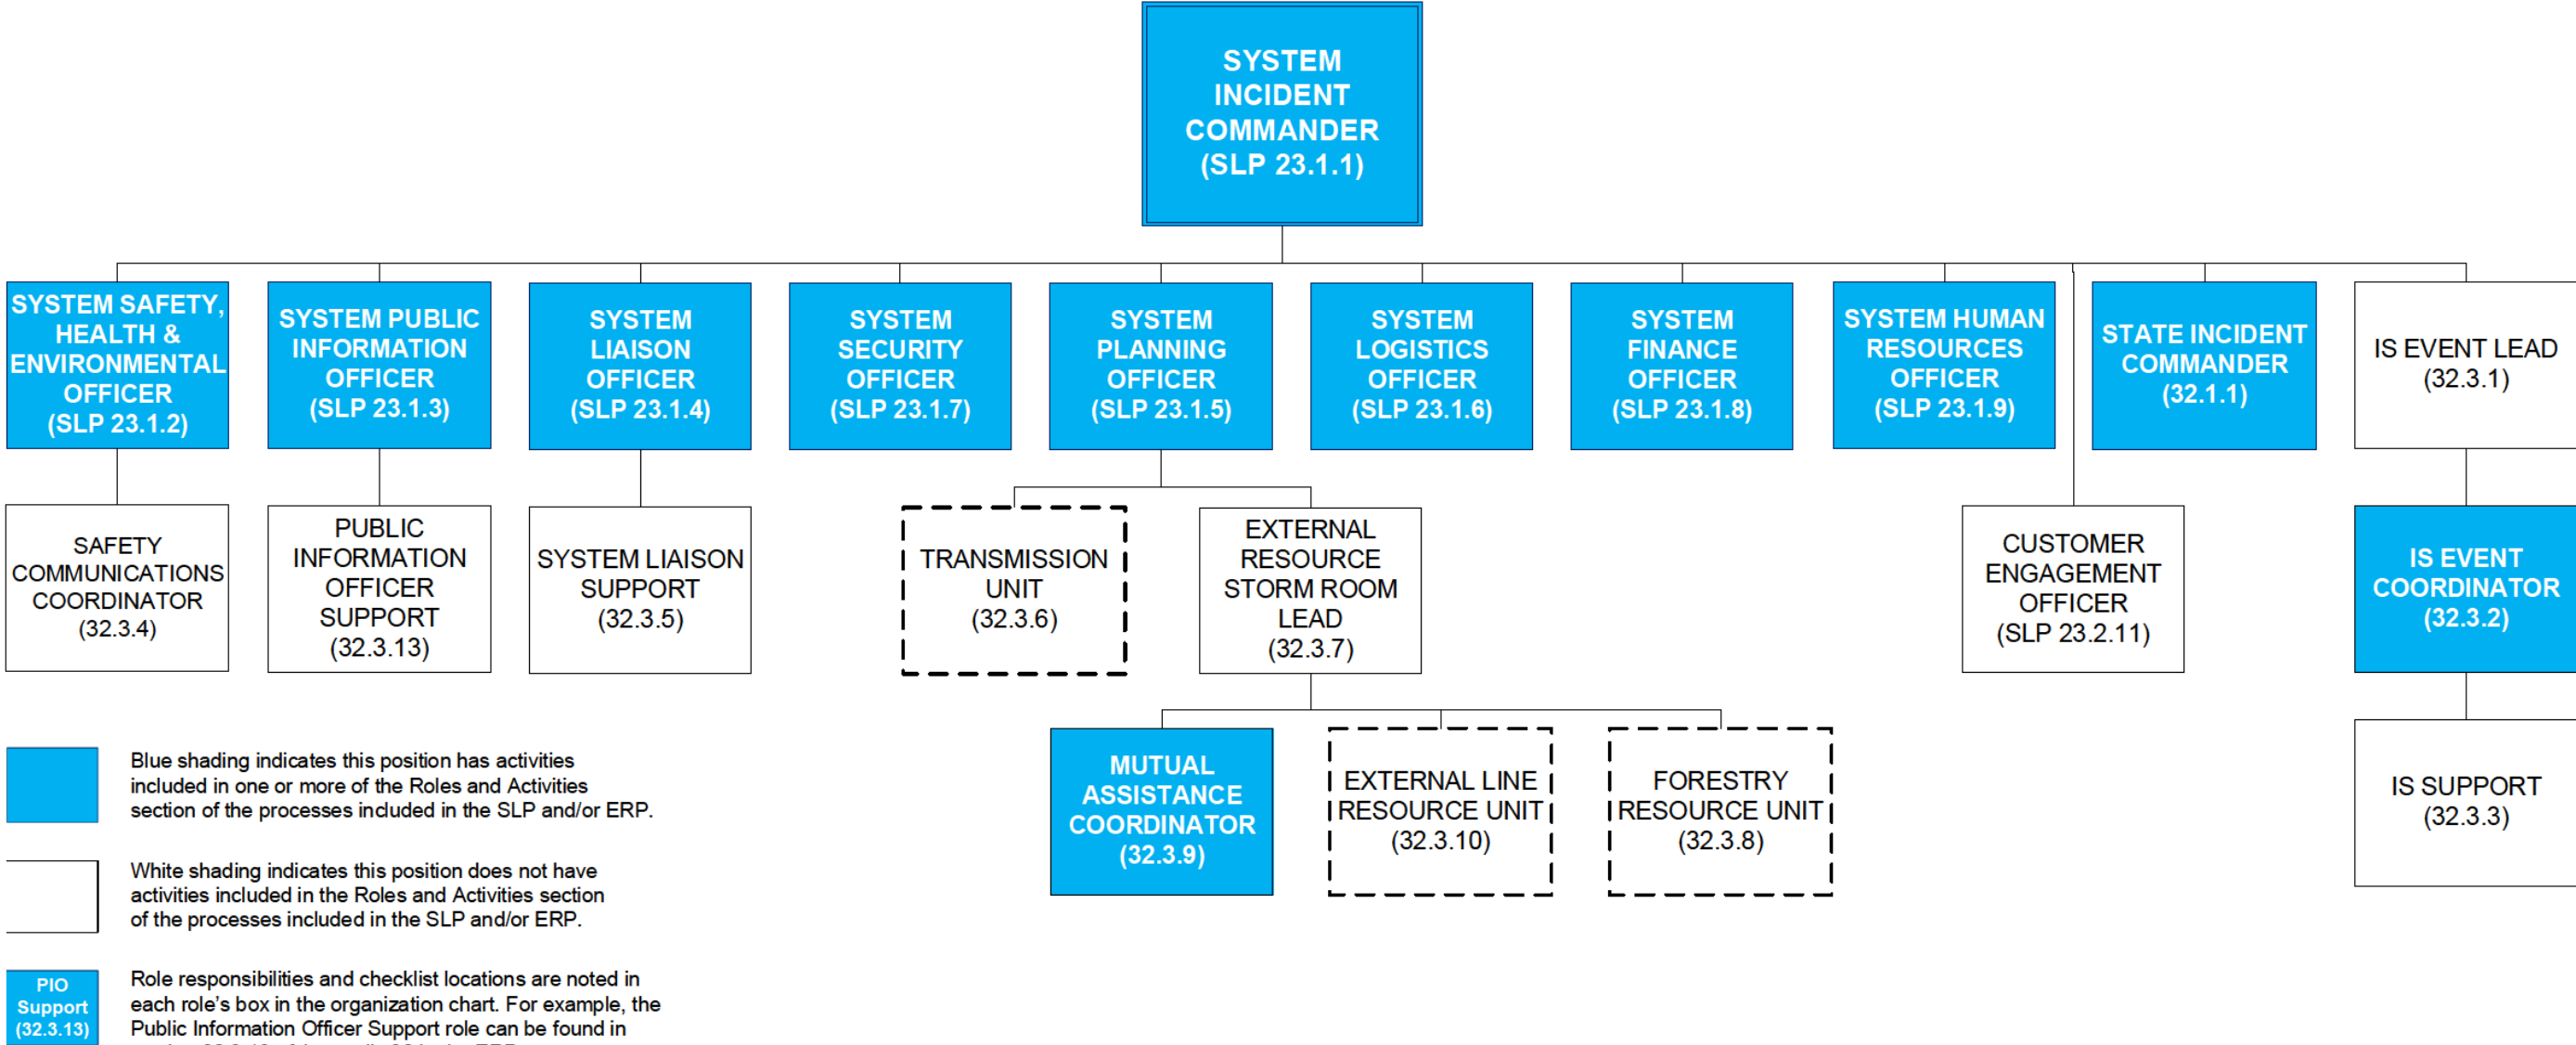 SYSTEM
INCIDENT
COMMANDER
(SLP 23.1.1)
SYSTEM SAFETY,
HEALTH &
ENVIRONMENTAL
OFFICER
(SLP 23.1.2)
SYSTEM PUBLIC
INFORMATION
OFFICER
(SLP 23.1.3)
SYSTEM
LIAISON
OFFICER
(SLP 23.1.4)
SYSTEM
SECURITY
OFFICER
(SLP 23.1.7)
SYSTEM
PLANNING
OFFICER
(SLP 23.1.5)
SYSTEM
LOGISTICS
OFFICER
(SLP 23.1.6)
SYSTEM
FINANCE
OFFICER
(SLP 23.1.8)
SYSTEM HUMAN
RESOURCES
OFFICER
(SLP 23.1.9)
STATE INCIDENT
COMMANDER
(32.1.1)
IS EVENT LEAD
(32.3.1)
SAFETY
COMMUNICATIONS
COORDINATOR
(32.3.4)
PUBLIC
INFORMATION
OFFICER
SUPPORT
(32.3.13)
SYSTEM LIAISON
SUPPORT
(32.3.5)
TRANSMISSION
UNIT
(32.3.6)
EXTERNAL
RESOURCE
STORM ROOM
LEAD
(32.3.7)
CUSTOMER
ENGAGEMENT
OFFICER
(SLP 23.2.11)
IS EVENT
COORDINATOR
(32.3.2)
MUTUAL
ASSISTANCE
COORDINATOR
(32.3.9)
EXTERNAL LINE
RESOURCE UNIT
(32.3.10)
FORESTRY
RESOURCE UNIT
(32.3.8)
IS SUPPORT
(32.3.3)
Blue shading indicates this position has activities
included in one or more of the Roles and Activities
section of the processes included in the SLP and/or ERP.
White shading indicates this position does not have
activities included in the Roles and Activities section
of the processes included in the SLP and/or ERP.
PIO
Support
(32.3.13)
Role responsibilities and checklist locations are noted in
each role's box in the organization chart. For example, the
Public Information Officer Support role can be found in